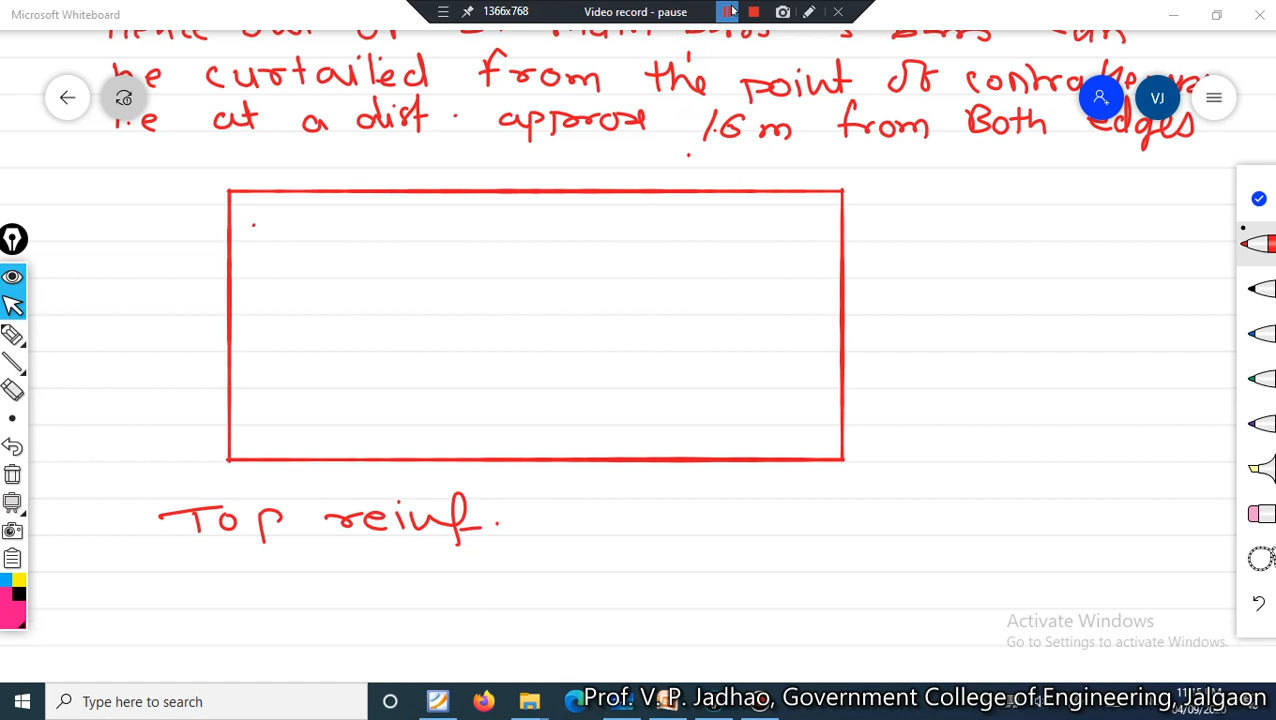 Microsoft Whiteboard
1366x768 Video record - pause
be curtailed from the point of
i.e at a dist. approx 1.6 m from Both edges
VJ
Top reinf.
Activate Windows
Go to Settings to activate Windows.
Type here to search
Prof. V. P. Jadhao, Government College of Engineering, Jalgaon